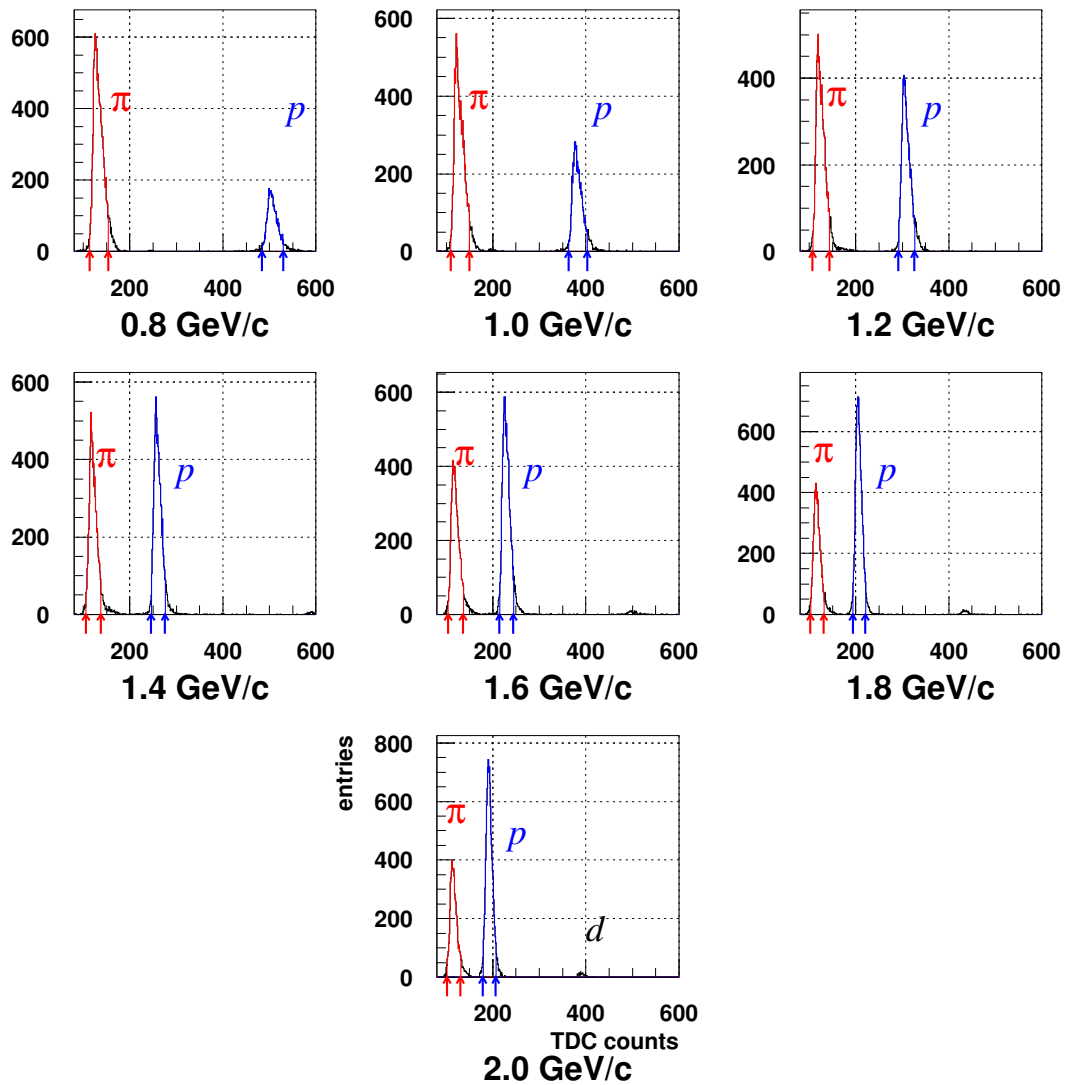 600
400
200
0
π
p
200 400 600
0.8 GeV/c
600
400
200
0
π
p
200 400 600
1.0 GeV/c
400
200
0
π
p
200 400 600
1.2 GeV/c
600
400
200
0
π
p
200 400 600
1.4 GeV/c
600
400
200
0
π
p
200 400 600
1.6 GeV/c
600
400
200
0
π
p
200 400 600
1.8 GeV/c
entries
800
600
400
200
0
π
p
d
200 400 600
TDC counts
2.0 GeV/c